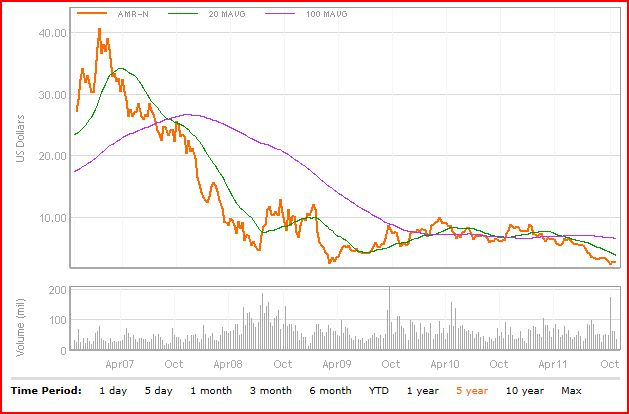 AMR-N 20 MAVG 100 MAVG
40.00
30.00
20.00
10.00
US Dollars
200
100
0
Volume (mil)
Apr07 Oct Apr08 Oct Apr09 Oct Apr10 Oct Apr11 Oct
Time Period: 1 day 5 day 1 month 3 month 6 month YTD 1 year 5 year 10 year Max